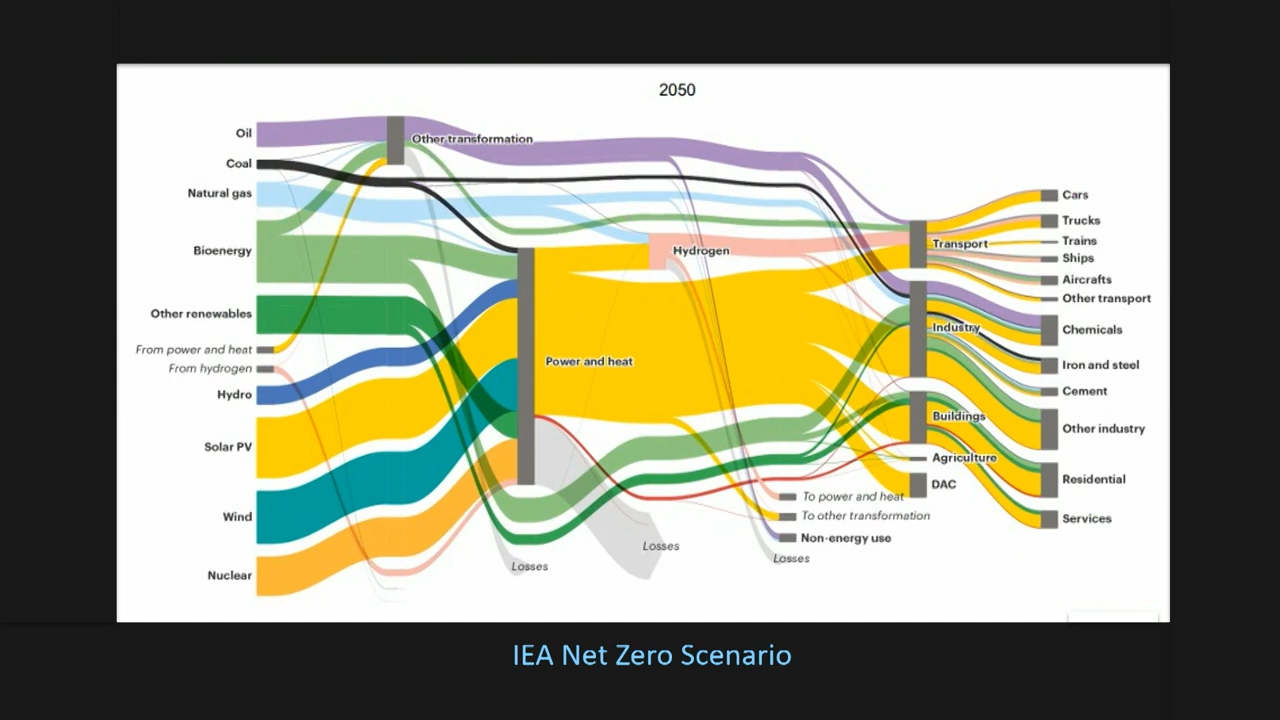 2050
Oil
Coal
Natural gas
Bioenergy
Other renewables
From power and heat
From hydrogen
Hydro
Solar PV
Wind
Nuclear
Other transformation
Power and heat
Hydrogen
Losses
Losses
Losses
To power and heat
To other transformation
Non-energy use
Transport
Industry
Buildings
Agriculture
DAC
Cars
Trucks
Trains
Ships
Aircrafts
Other transport
Chemicals
Iron and steel
Cement
Other industry
Residential
Services
IEA Net Zero Scenario